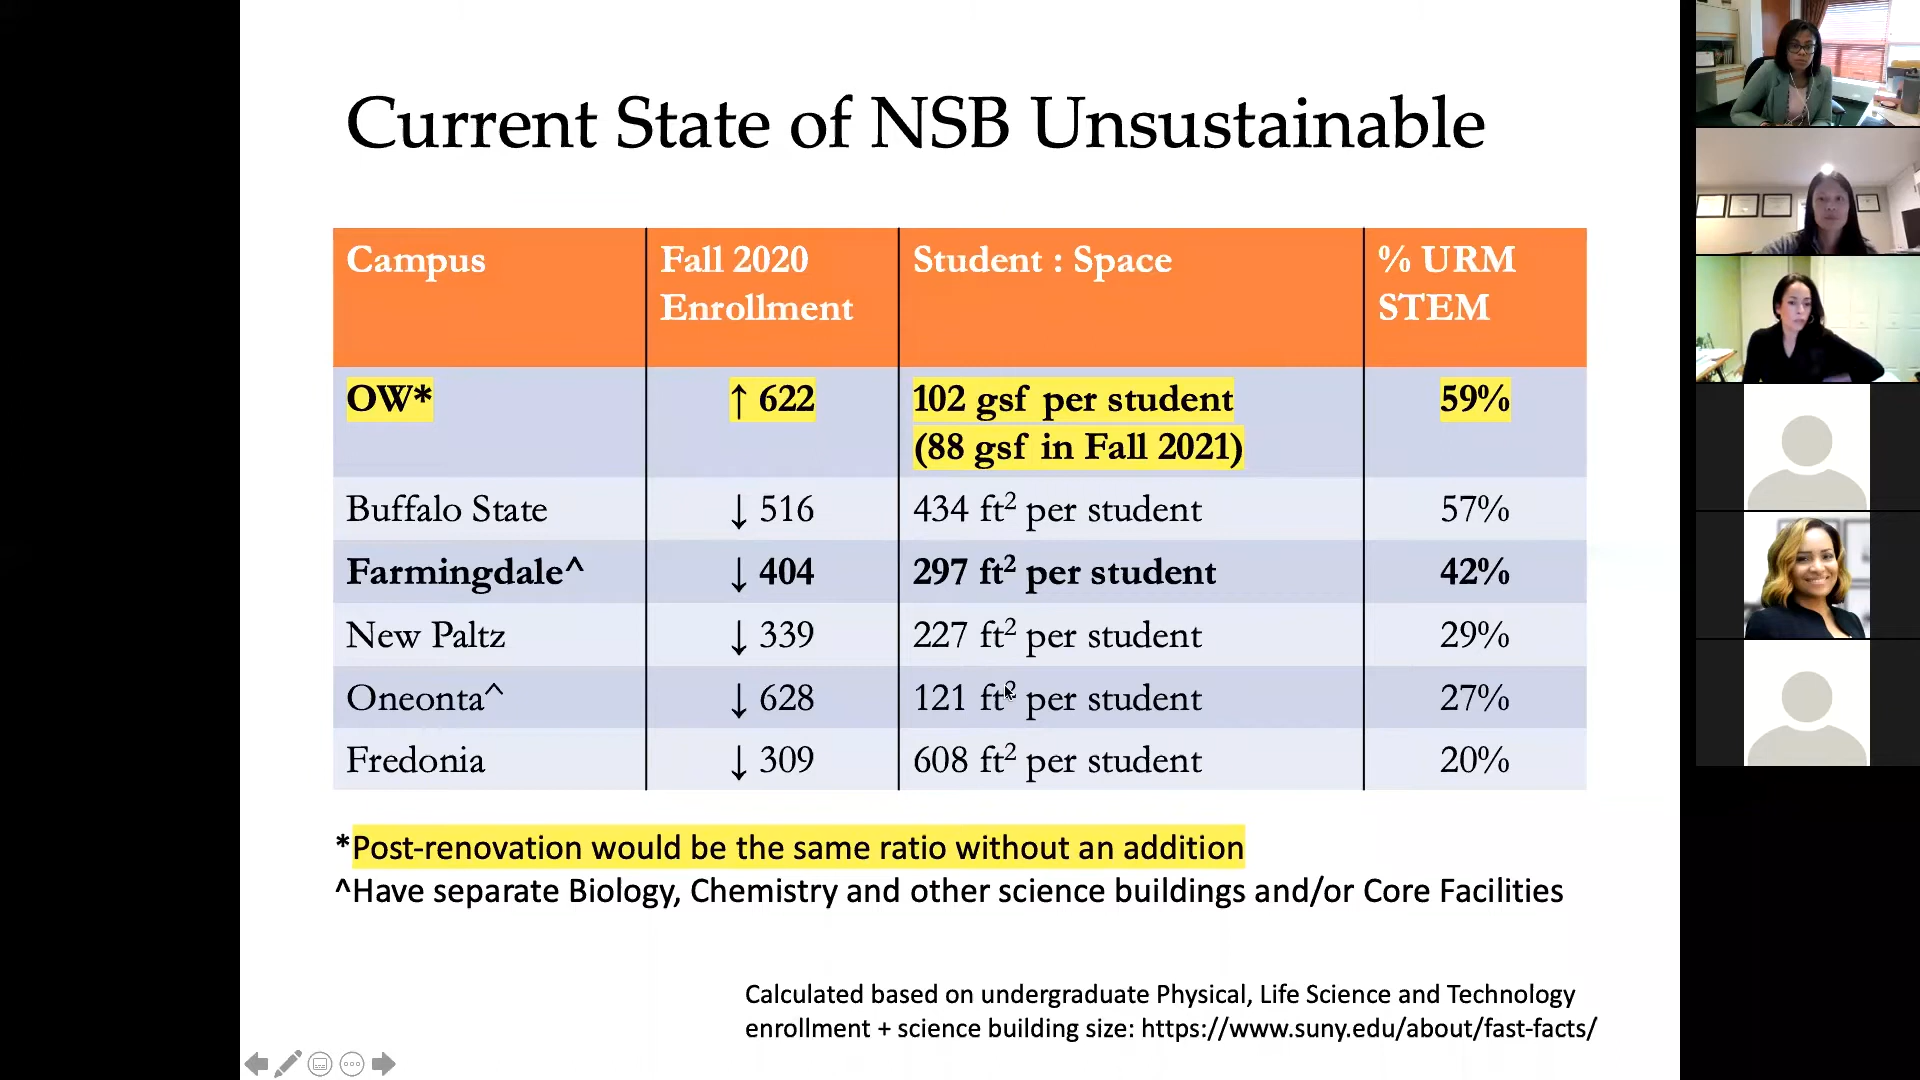 Current State of NSB Unsustainable
Campus
Fall 2020
Enrollment
Student : Space
% URM
STEM
OW*
↑ 622
102 gsf per student
(88 gsf in Fall 2021)
59%
Buffalo State
↓ 516
434 ft² per student
57%
Farmingdale^
↓ 404
297 ft² per student
42%
New Paltz
↓ 339
227 ft² per student
29%
Oneonta^
↓ 628
121 ft² per student
27%
Fredonia
↓ 309
608 ft² per student
20%
*Post-renovation would be the same ratio without an addition
^Have separate Biology, Chemistry and other science buildings and/or Core Facilities
Calculated based on undergraduate Physical, Life Science and Technology
enrollment + science building size: https://www.suny.edu/about/fast-facts/